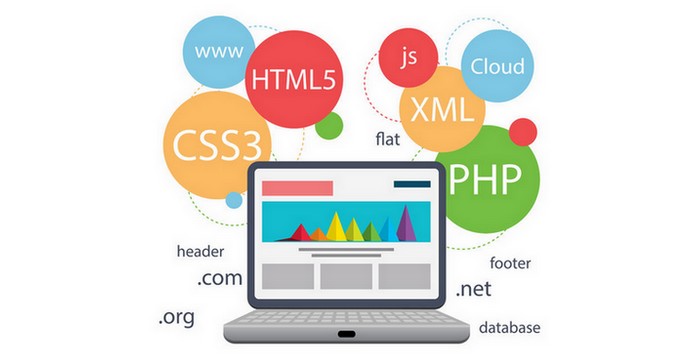 www
HTML5
CSS3
js
Cloud
XML
flat
PHP
header
.com
.org
footer
.net
database